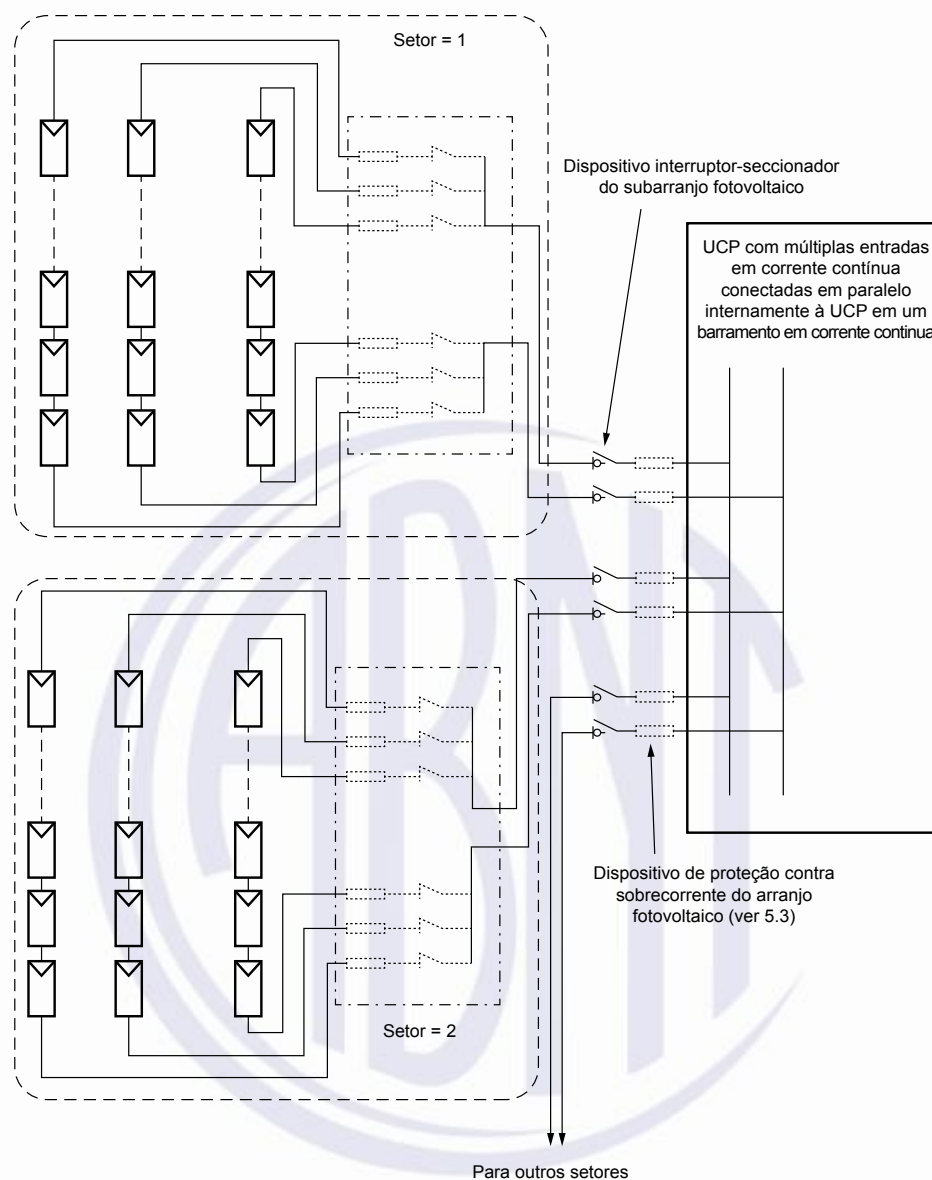 Setor = 1
Dispositivo interruptor-seccionador
do subarranjo fotovoltaico
UCP com múltiplas entradas
em corrente contínua
conectadas em paralelo
internamente à UCP em um
barramento em corrente continua
Dispositivo de proteção contra
sobrecorrente do arranjo
fotovoltaico (ver 5.3)
Setor = 2
Para outros setores
ABNT